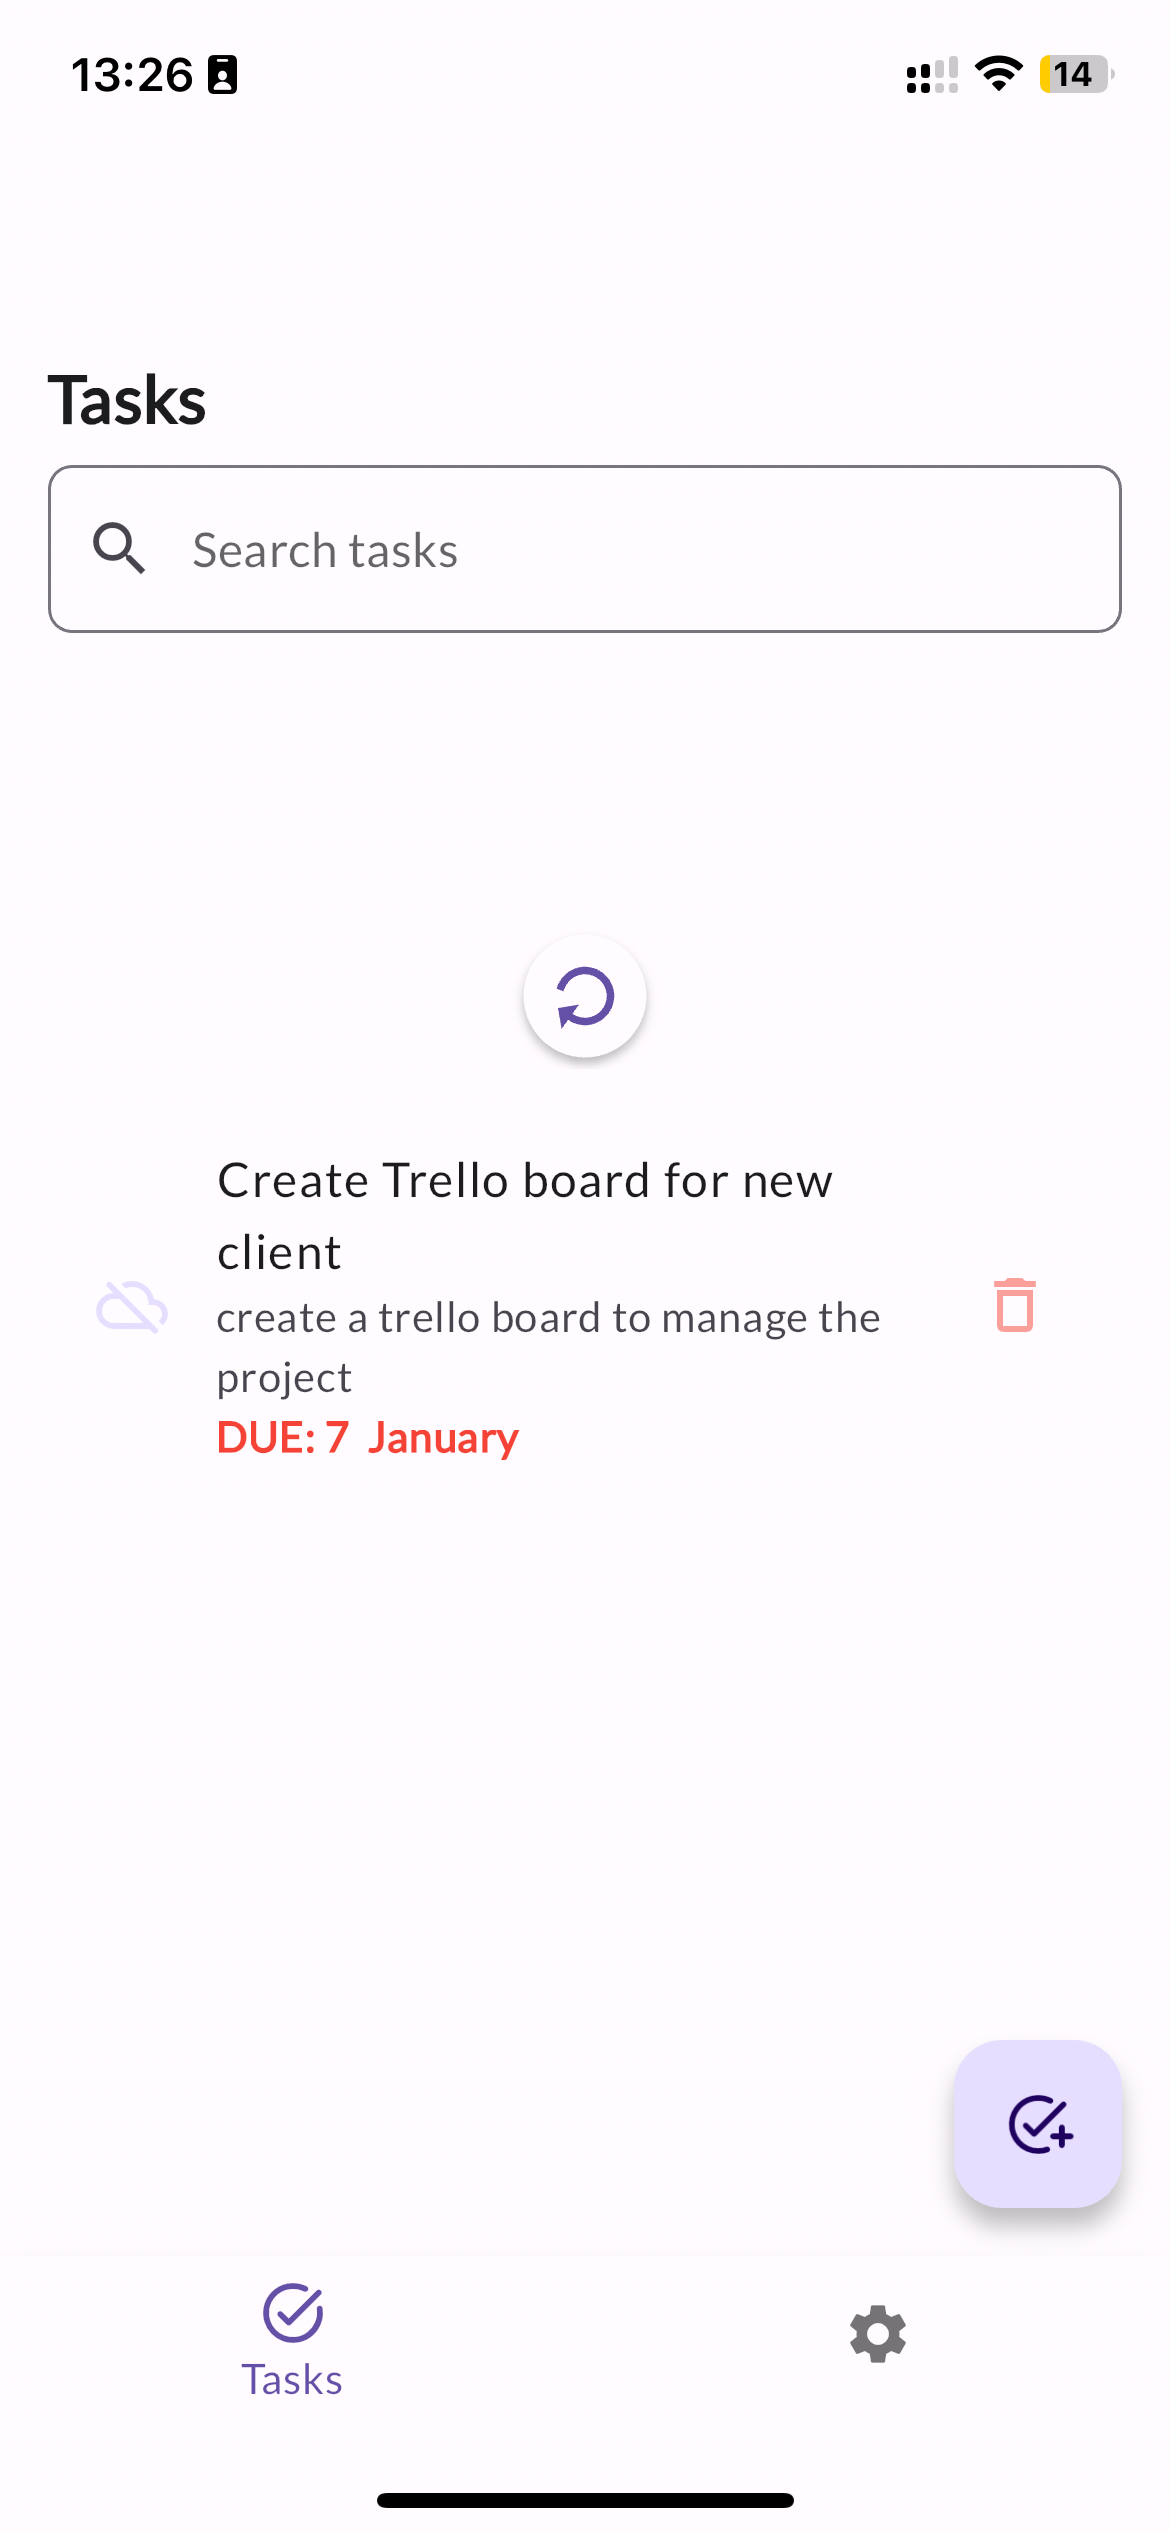 13:26
14
Tasks
Search tasks
Create Trello board for new
client
create a trello board to manage the
project
DUE: 7  January
Tasks